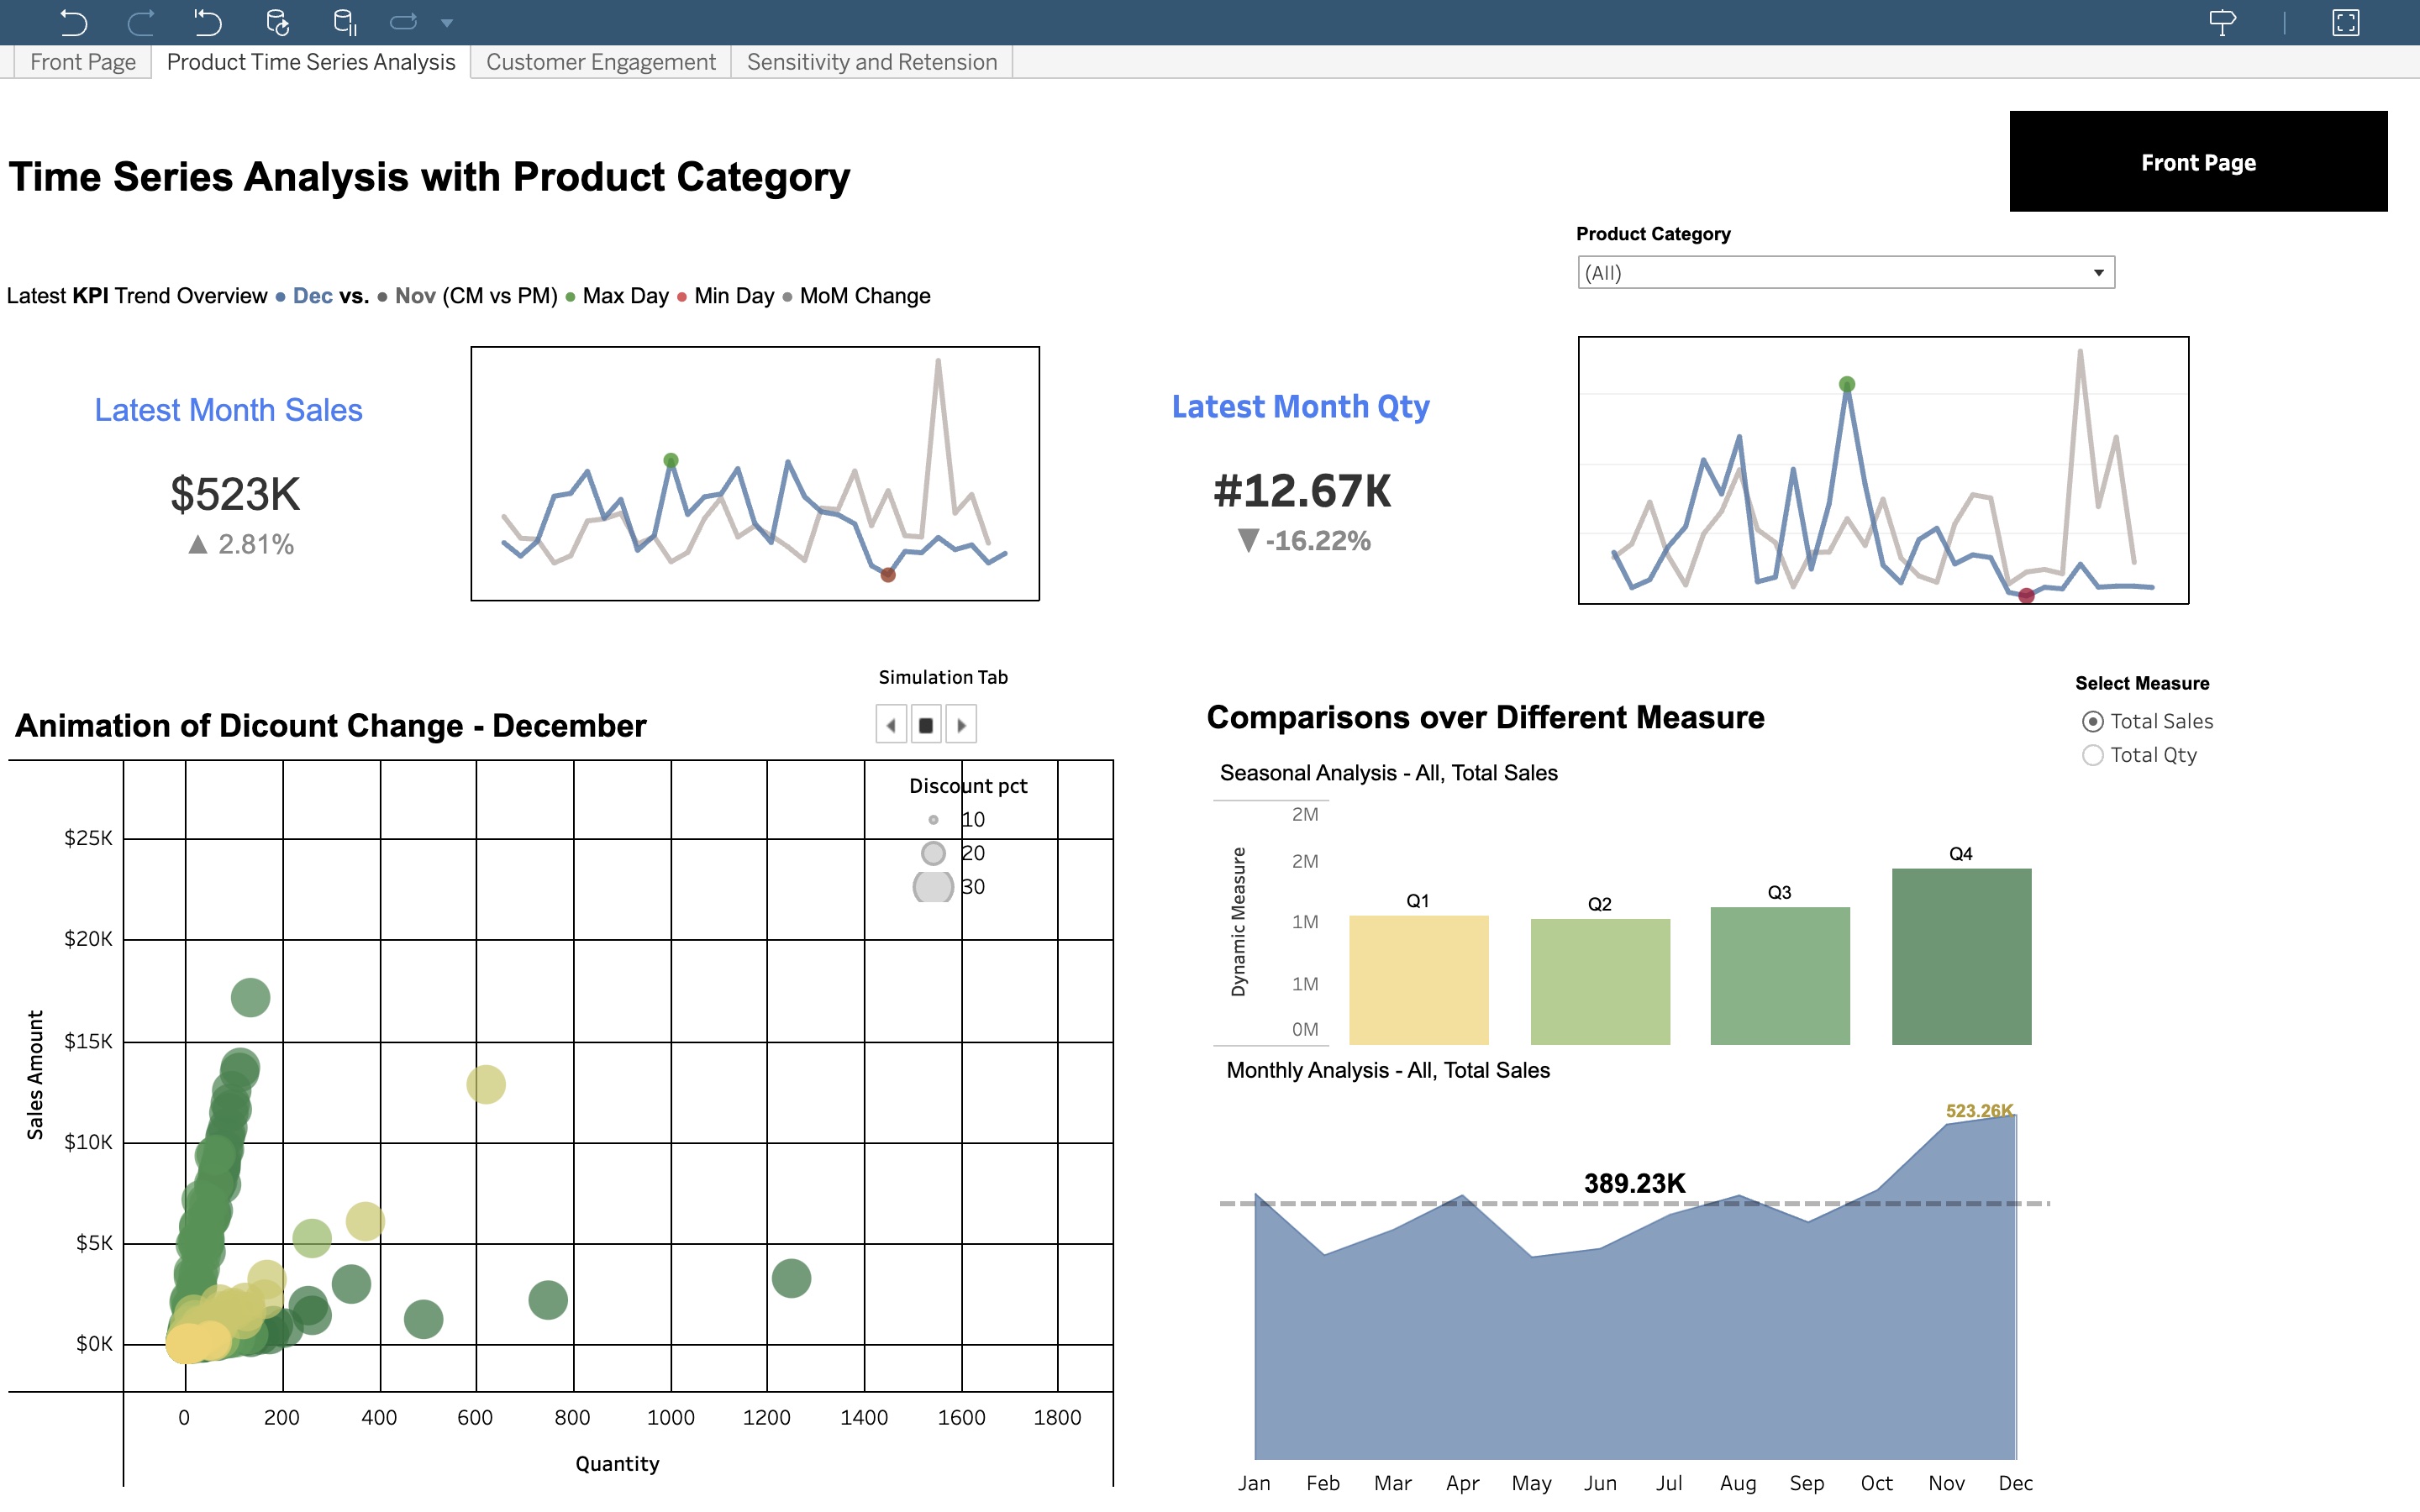 Front Page
Product Time Series Analysis
Customer Engagement
Sensitivity and Retension
Time Series Analysis with Product Category
Front Page
Product Category
(All)
Latest KPI Trend Overview • Dec vs. • Nov (CM vs PM) • Max Day • Min Day • MoM Change
Latest Month Sales
$523K
▲ 2.81%
Latest Month Qty
#12.67K
▼ -16.22%
Simulation Tab
Animation of Dicount Change - December
Discount pct
10
20
30
$25K
$20K
$15K
$10K
$5K
$0K
Sales Amount
0 200 400 600 800 1000 1200 1400 1600 1800
Quantity
Comparisons over Different Measure
Select Measure
Total Sales
Total Qty
Seasonal Analysis - All, Total Sales
2M
2M
1M
1M
0M
Dynamic Measure
Q1
Q2
Q3
Q4
Monthly Analysis - All, Total Sales
523.26K
389.23K
Jan Feb Mar Apr May Jun Jul Aug Sep Oct Nov Dec